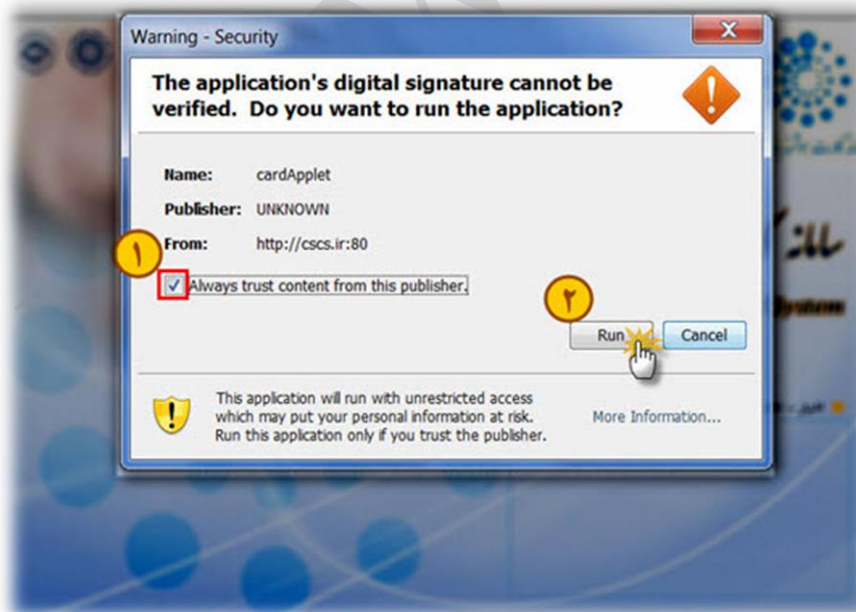 Warning - Security
The application's digital signature cannot be
verified. Do you want to run the application?
Name: cardApplet
Publisher: UNKNOWN
From: http://cscs.ir:80
۱
Always trust content from this publisher.
۲
Run Cancel
This application will run with unrestricted access
which may put your personal information at risk.
Run this application only if you trust the publisher.
More Information...
System